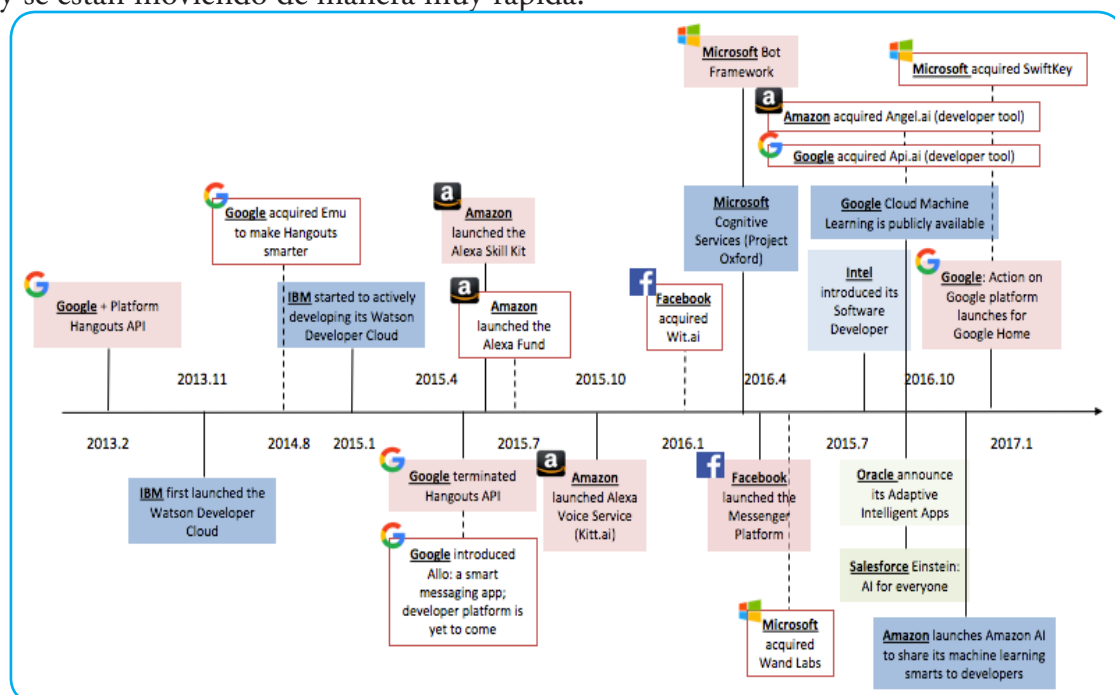 y se están moviendo de manera muy rápida.
Microsoft Bot
Framework
Microsoft acquired SwiftKey
Amazon acquired Angel.ai (developer tool)
Google acquired Api.ai (developer tool)
Google acquired Emu
to make Hangouts
smarter
Amazon
launched the
Alexa Skill Kit
Microsoft
Cognitive
Services (Project
Oxford)
Google Cloud Machine
Learning is publicly available
Google + Platform
Hangouts API
IBM started to actively
developing its Watson
Developer Cloud
Amazon
launched the
Alexa Fund
Facebook
acquired
Wit.ai
Intel
introduced its
Software
Developer
Google: Action on
Google platform
launches for
Google Home
2013.11
2015.4
2015.10
2016.4
2016.10
2013.2
2014.8
2015.1
2015.7
2016.1
2015.7
2017.1
IBM first launched the
Watson Developer
Cloud
Google terminated
Hangouts API
Amazon
launched Alexa
Voice Service
(Kitt.ai)
Facebook
launched the
Messenger
Platform
Oracle announce
its Adaptive
Intelligent Apps
Google introduced
Allo: a smart
messaging app;
developer platform is
yet to come
Salesforce Einstein:
AI for everyone
Microsoft
acquired
Wand Labs
Amazon launches Amazon AI
to share its machine learning
smarts to developers